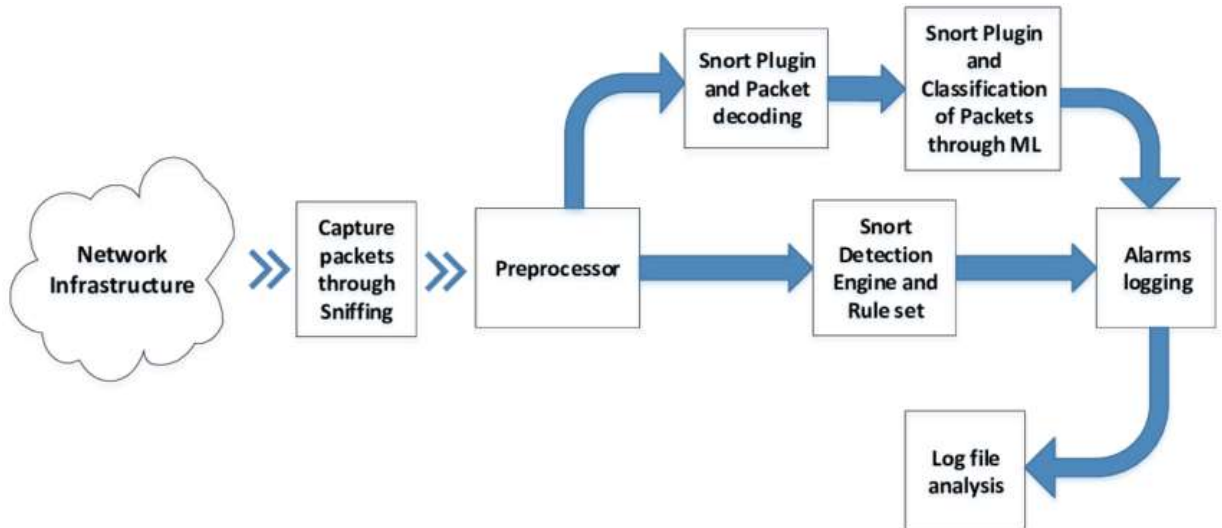 Network
Infrastructure
Capture
packets
through
Sniffing
Preprocessor
Snort Plugin
and Packet
decoding
Snort Plugin
and
Classification
of Packets
through ML
Snort
Detection
Engine and
Rule set
Alarms
logging
Log file
analysis